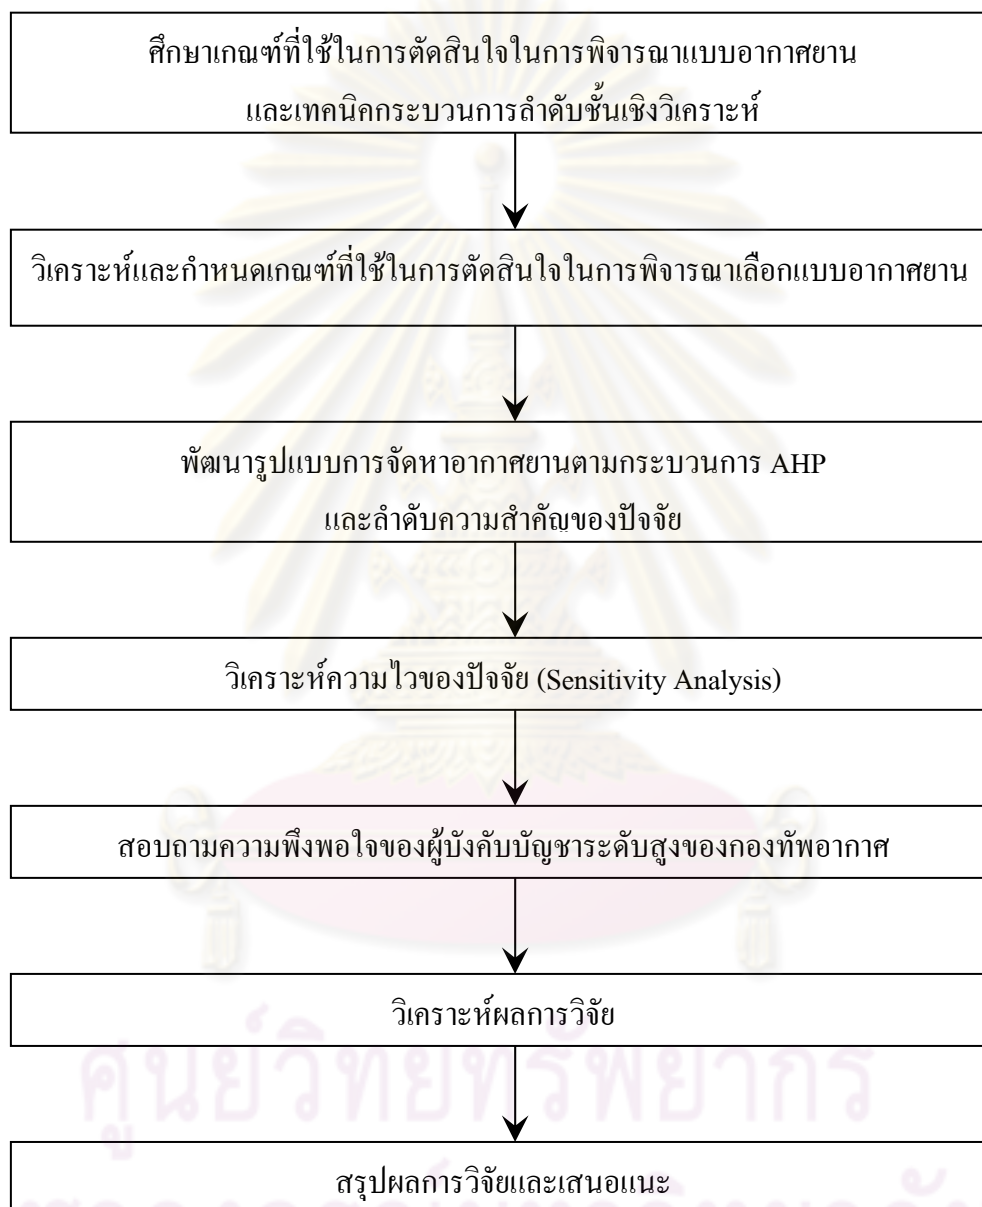 ศึกษาเกณฑ์ที่ใช้ในการตัดสินใจในการพิจารณาแบบอากาศยาน
และเทคนิคกระบวนการลำดับชั้นเชิงวิเคราะห์
วิเคราะห์และกำหนดเกณฑ์ที่ใช้ในการตัดสินใจในการพิจารณาเลือกแบบอากาศยาน
พัฒนารูปแบบการจัดหาอากาศยานตามกระบวนการ AHP
และลำดับความสำคัญของปัจจัย
วิเคราะห์ความไวของปัจจัย (Sensitivity Analysis)
สอบถามความพึงพอใจของผู้บังคับบัญชาระดับสูงของกองทัพอากาศ
วิเคราะห์ผลการวิจัย
ศูนย์วิทยทรัพยากร
สรุปผลการวิจัยและเสนอแนะ